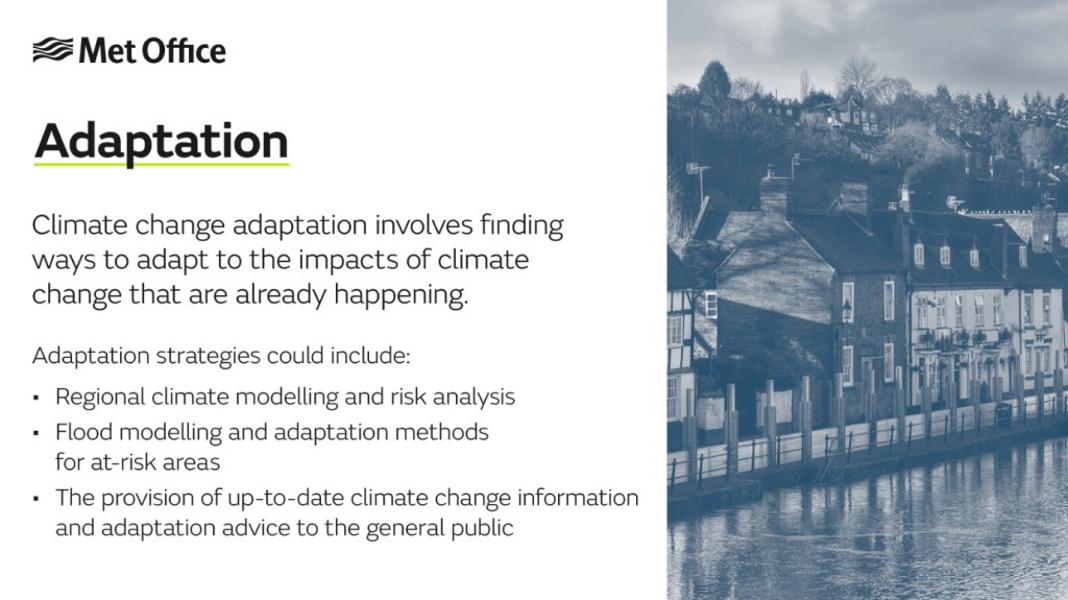 Met Office
Adaptation
Climate change adaptation involves finding
ways to adapt to the impacts of climate
change that are already happening.
Adaptation strategies could include:
▪ Regional climate modelling and risk analysis
▪ Flood modelling and adaptation methods
for at-risk areas
▪ The provision of up-to-date climate change information
and adaptation advice to the general public